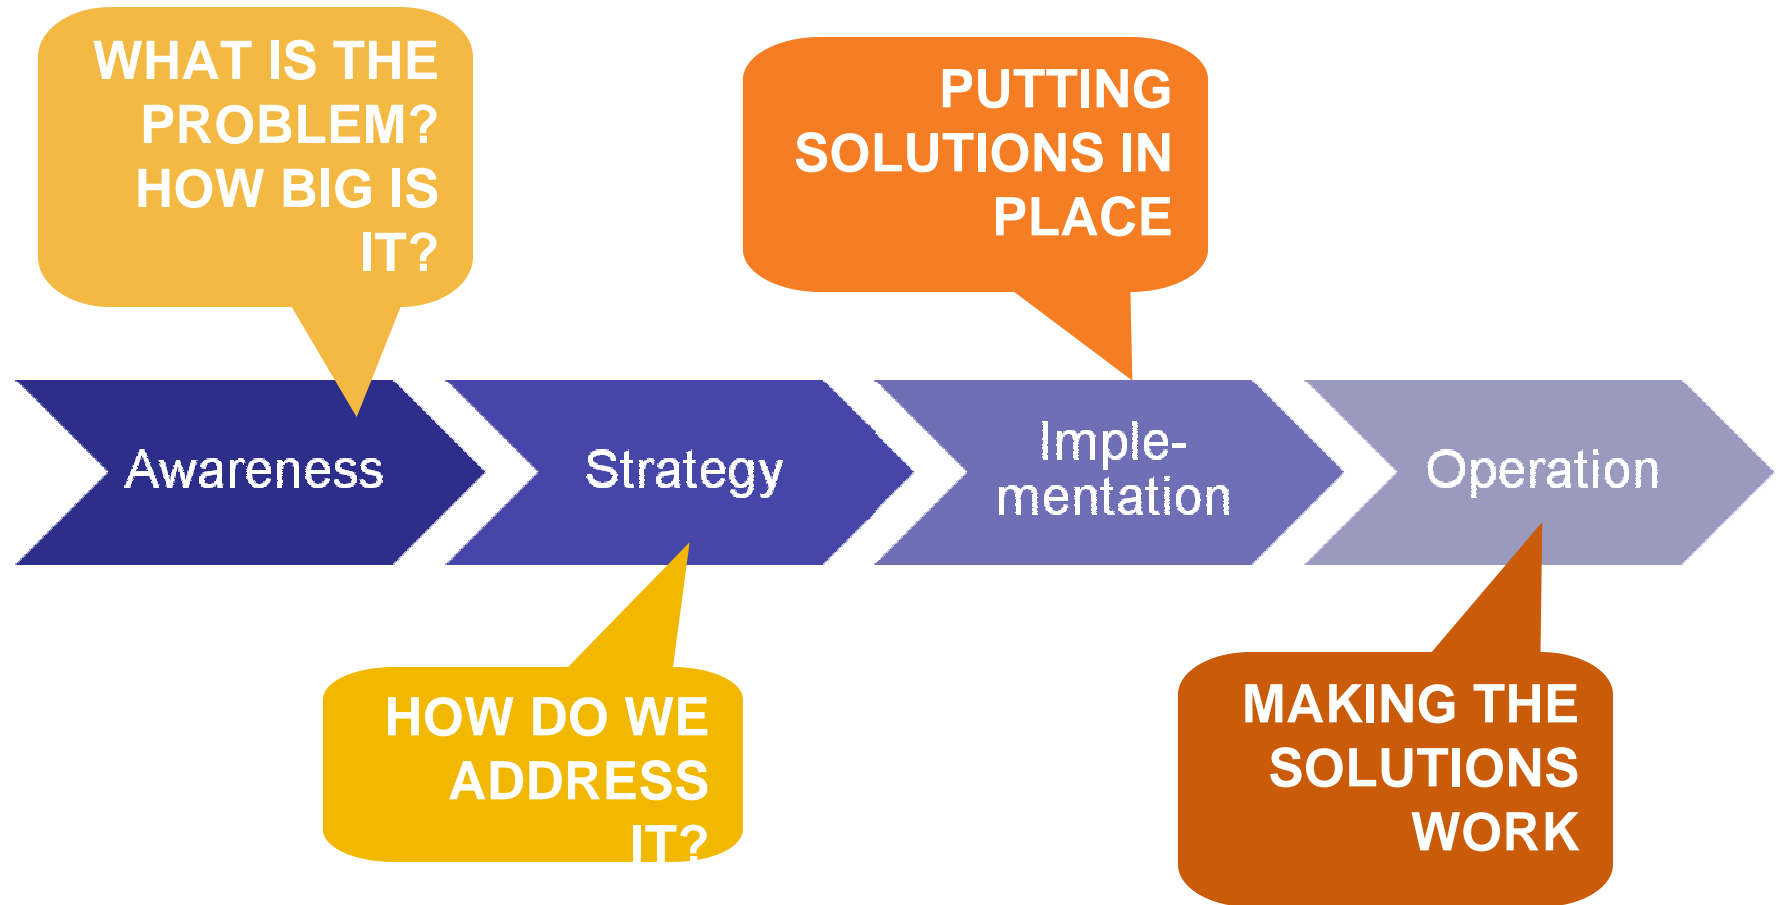 WHAT IS THE
PROBLEM?
HOW BIG IS
IT?
PUTTING
SOLUTIONS IN
PLACE
Awareness
Strategy
Imple-
mentation
Operation
HOW DO WE
ADDRESS
IT?
MAKING THE
SOLUTIONS
WORK